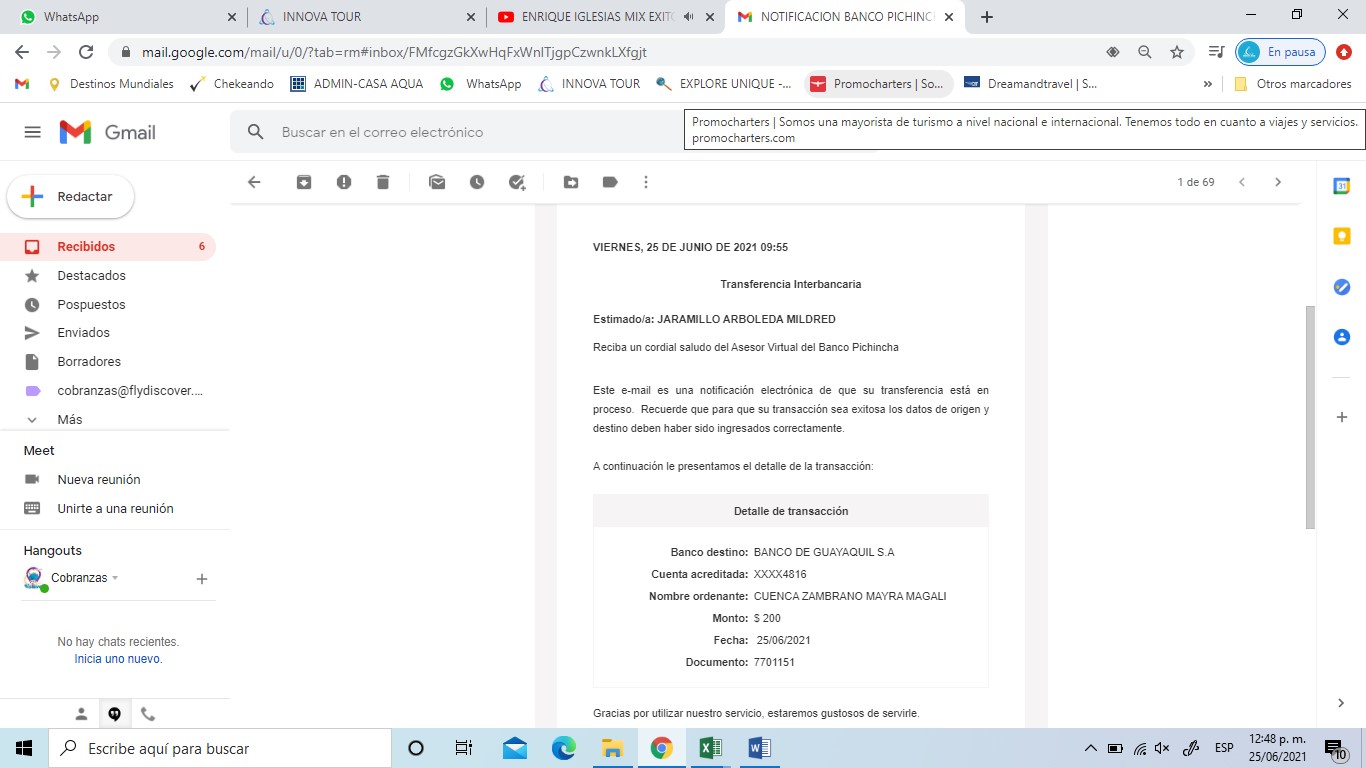 WhatsApp
INNOVA TOUR
ENRIQUE IGLESIAS MIX EXITO
NOTIFICACION BANCO PICHINC
mail.google.com/mail/u/0/?tab=rm#inbox/FMfcgzGkXwHqFxWnlTjgpCzwnkLXfqjt
En pausa
Destinos Mundiales
Chekeando
ADMIN-CASA AQUA
WhatsApp
INNOVA TOUR
EXPLORE UNIQUE -...
Promocharters | So...
Dreamandtravel | S...
»
Otros marcadores
Gmail
Buscar en el correo electrónico
Promocharters | Somos una mayorista de turismo a nivel nacional e internacional. Tenemos todo en cuanto a viajes y servicios.
promocharters.com
Redactar
1 de 69
Recibidos 6
Destacados
Pospuestos
Enviados
Borradores
cobranzas@flydiscover....
Más
Meet
Nueva reunión
Unirte a una reunión
Hangouts
Cobranzas
No hay chats recientes.
Inicia uno nuevo.
31
VIERNES, 25 DE JUNIO DE 2021 09:55
Transferencia Interbancaria
Estimado/a: JARAMILLO ARBOLEDA MILDRED
Reciba un cordial saludo del Asesor Virtual del Banco Pichincha
Este e-mail es una notificación electrónica de que su transferencia está en
proceso. Recuerde que para que su transacción sea exitosa los datos de origen y
destino deben haber sido ingresados correctamente.
A continuación le presentamos el detalle de la transacción:
Detalle de transacción
Banco destino: BANCO DE GUAYAQUIL S.A
Cuenta acreditada: XXXX4816
Nombre ordenante: CUENCA ZAMBRANO MAYRA MAGALI
Monto: $ 200
Fecha: 25/06/2021
Documento: 7701151
Gracias por utilizar nuestro servicio, estaremos gustosos de servirle.
Escribe aquí para buscar
ESP
12:48 p. m.
25/06/2021
10